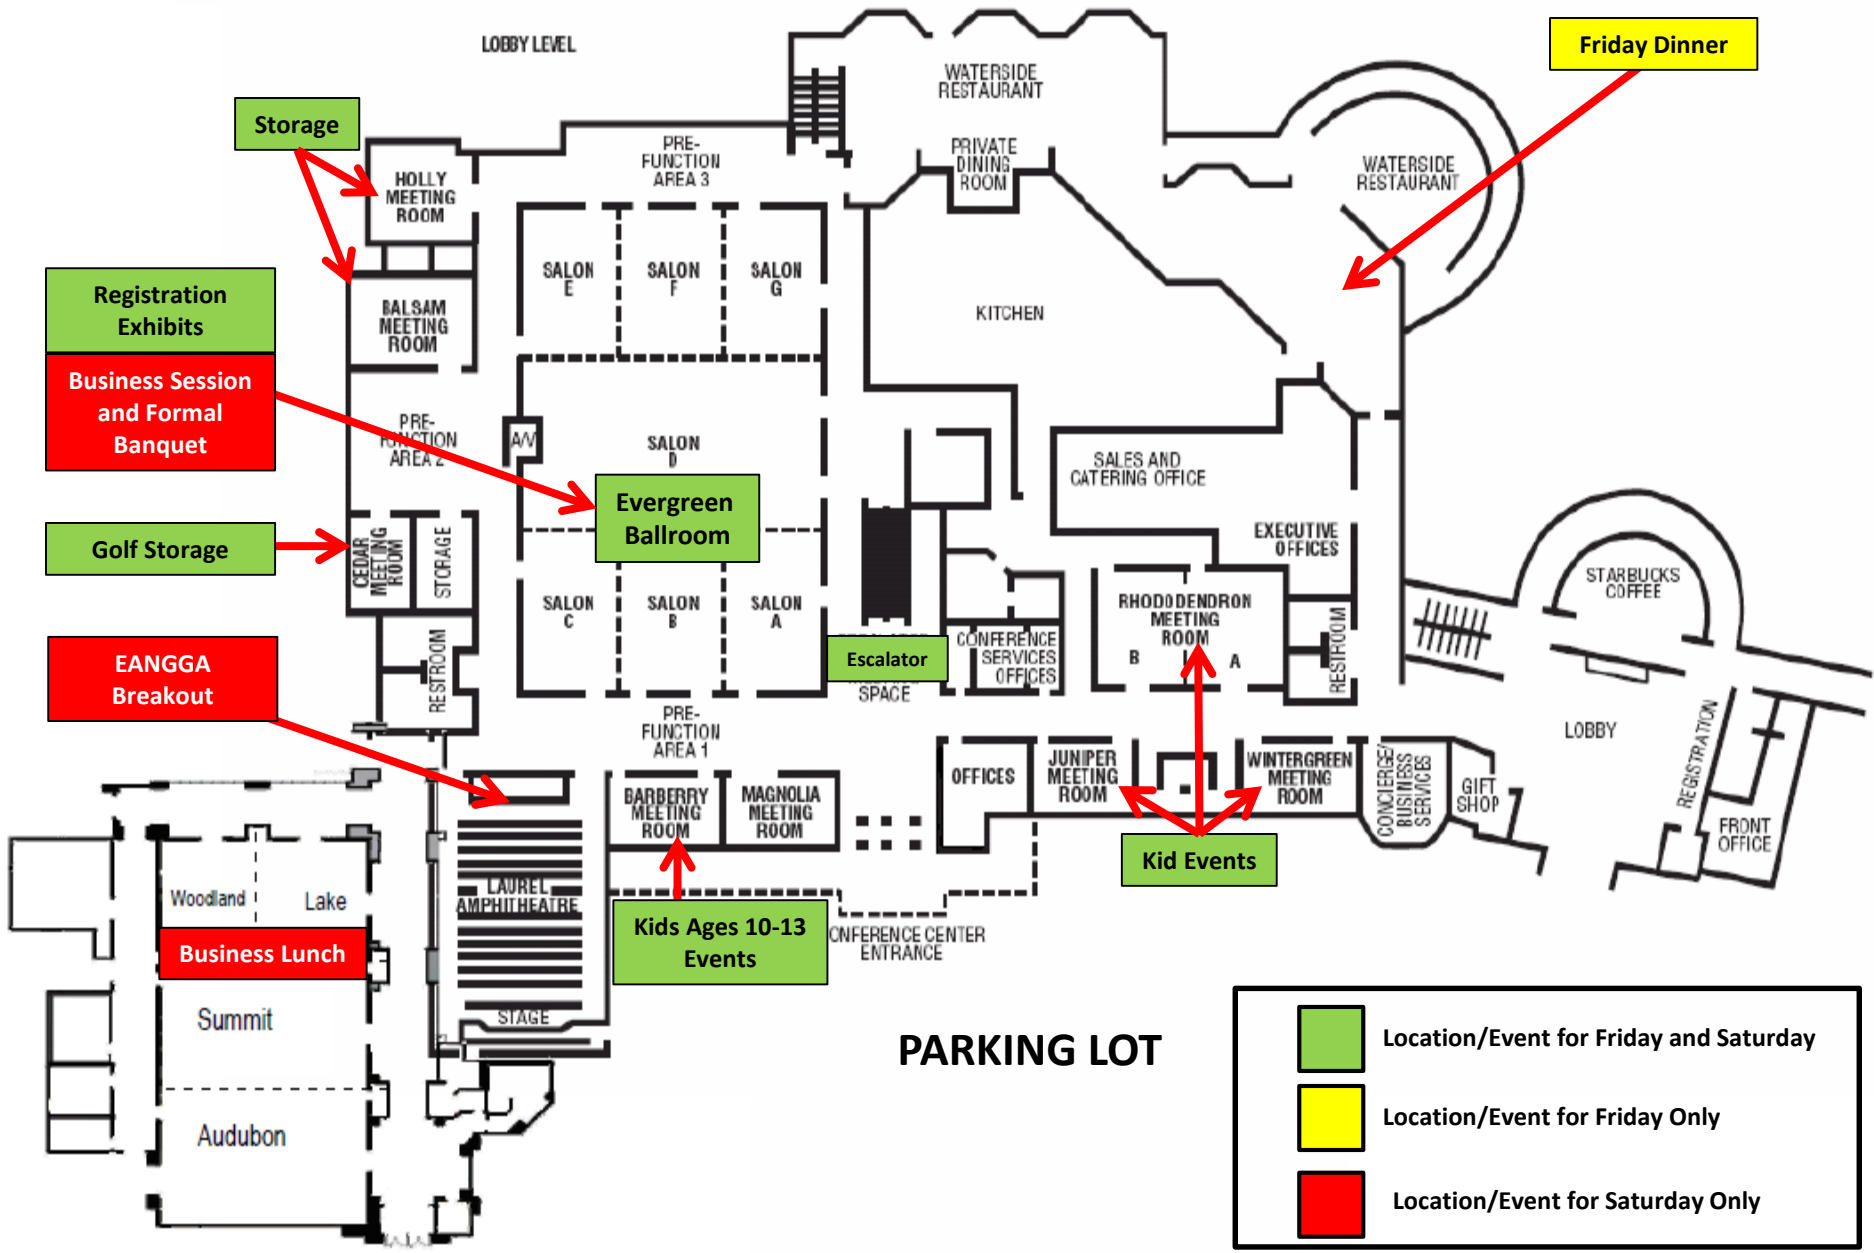 LOBBY LEVEL
Friday Dinner
WATERSIDE
RESTAURANT
Storage
PRE-
FUNCTION
AREA 3
PRIVATE
DINING
ROOM
WATERSIDE
RESTAURANT
HOLLY
MEETING
ROOM
SALON
E
SALON
F
SALON
G
Registration
Exhibits
BALSAM
MEETING
ROOM
KITCHEN
Business Session
and Formal
Banquet
PRE-
FUNCTION
AREA 2
A/V
SALON
D
SALES AND
CATERING OFFICE
Evergreen
Ballroom
EXECUTIVE
OFFICES
Golf Storage
CEDAR
MEETING
ROOM
STORAGE
STARBUCKS
COFFEE
SALON
C
SALON
B
SALON
A
RHODODENDRON
MEETING
ROOM
B
A
CONFERENCE
SERVICES
OFFICES
Escalator
SPACE
RESTROOM
RESTROOM
EANGGA
Breakout
PRE-
FUNCTION
AREA 1
LOBBY
REGISTRATION
OFFICES
JUNIPER
MEETING
ROOM
WINTERGREEN
MEETING
ROOM
CONCIERGE/
BUSINESS
SERVICES
GIFT
SHOP
FRONT
OFFICE
BARBERRY
MEETING
ROOM
MAGNOLIA
MEETING
ROOM
Kid Events
Woodland
Lake
LAUREL
AMPHITHEATRE
Kids Ages 10-13
Events
ONFERENCE CENTER
ENTRANCE
Business Lunch
Summit
STAGE
PARKING LOT
Audubon
Location/Event for Friday and Saturday
Location/Event for Friday Only
Location/Event for Saturday Only